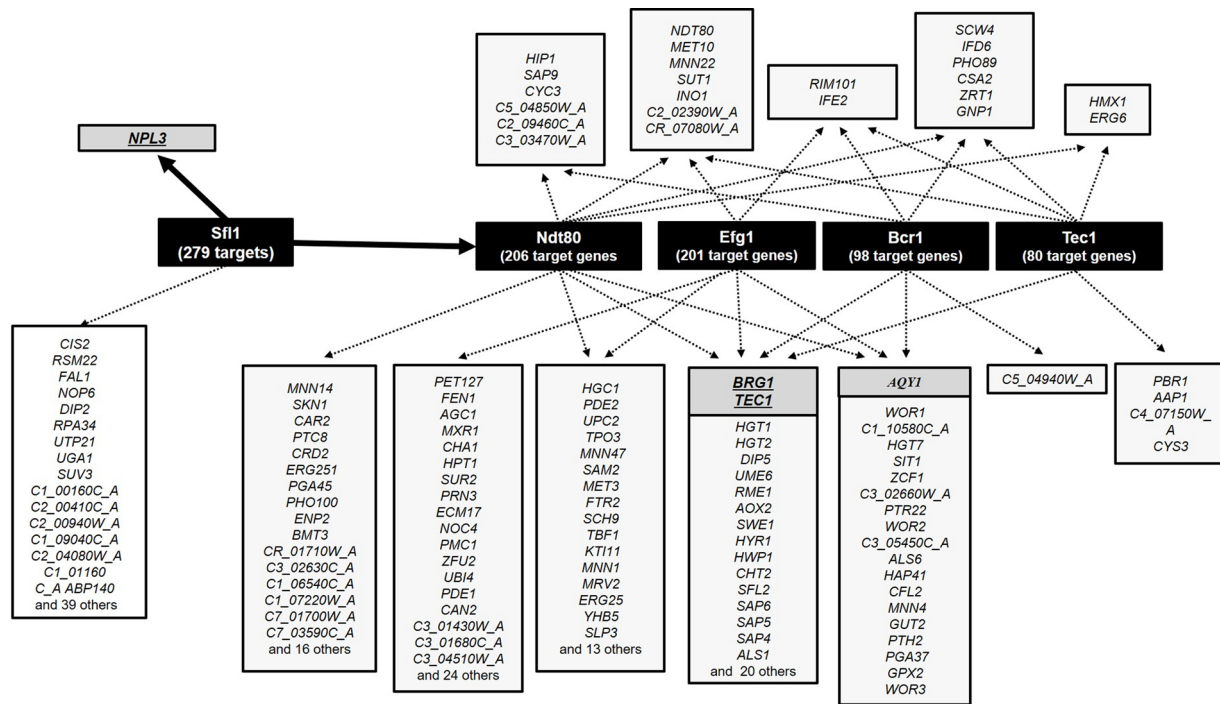 HIP1
SAP9
CYC3
C5_04850W_A
C2_09460C_A
C3_03470W_A
NDT80
MET10
MNN22
SUT1
INO1
C2_02390W_A
CR_07080W_A
RIM101
IFE2
SCW4
IFD6
PHO89
CSA2
ZRT1
GNP1
HMX1
ERG6
NPL3
Sfl1
(279 targets)
Ndt80
(206 target genes
Efg1
(201 target genes)
Bcr1
(98 target genes)
Tec1
(80 target genes)
CIS2
RSM22
FAL1
NOP6
DIP2
RPA34
UTP21
UGA1
SUV3
C1_00160C_A
C2_00410C_A
C2_00940W_A
C1_09040C_A
C2_04080W_A
C1_01160
C_A ABP140
and 39 others
MNN14
SKN1
CAR2
PTC8
CRD2
ERG251
PGA45
PHO100
ENP2
BMT3
CR_01710W_A
C3_02630C_A
C1_06540C_A
C1_07220W_A
C7_01700W_A
C7_03590C_A
and 16 others
PET127
FEN1
AGC1
MXR1
CHA1
HPT1
SUR2
PRN3
ECM17
NOC4
PMC1
ZFU2
UBI4
PDE1
CAN2
C3_01430W_A
C3_01680C_A
C3_04510W_A
and 24 others
HGC1
PDE2
UPC2
TPO3
MNN47
SAM2
MET3
FTR2
SCH9
TBF1
KTI11
MNN1
MRV2
ERG25
YHB5
SLP3
and 13 others
BRG1
TEC1
HGT1
HGT2
DIP5
UME6
RME1
AOX2
SWE1
HYR1
HWP1
CHT2
SFL2
SAP6
SAP5
SAP4
ALS1
and 20 others
AQY1
WOR1
C1_10580C_A
HGT7
SIT1
ZCF1
C3_02660W_A
PTR22
WOR2
C3_05450C_A
ALS6
HAP41
CFL2
MNN4
GUT2
PTH2
PGA37
GPX2
WOR3
C5_04940W_A
PBR1
AAP1
C4_07150W_
A
CYS3